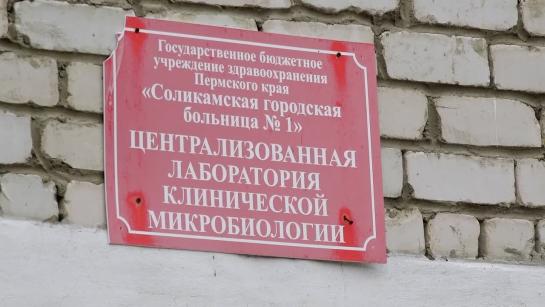 Государственное бюджетное
учреждение здравоохранения
Пермского края
«Соликамская городская
больница № 1»
ЦЕНТРАЛИЗОВАННАЯ
ЛАБОРАТОРИЯ
КЛИНИЧЕСКОЙ
МИКРОБИОЛОГИИ